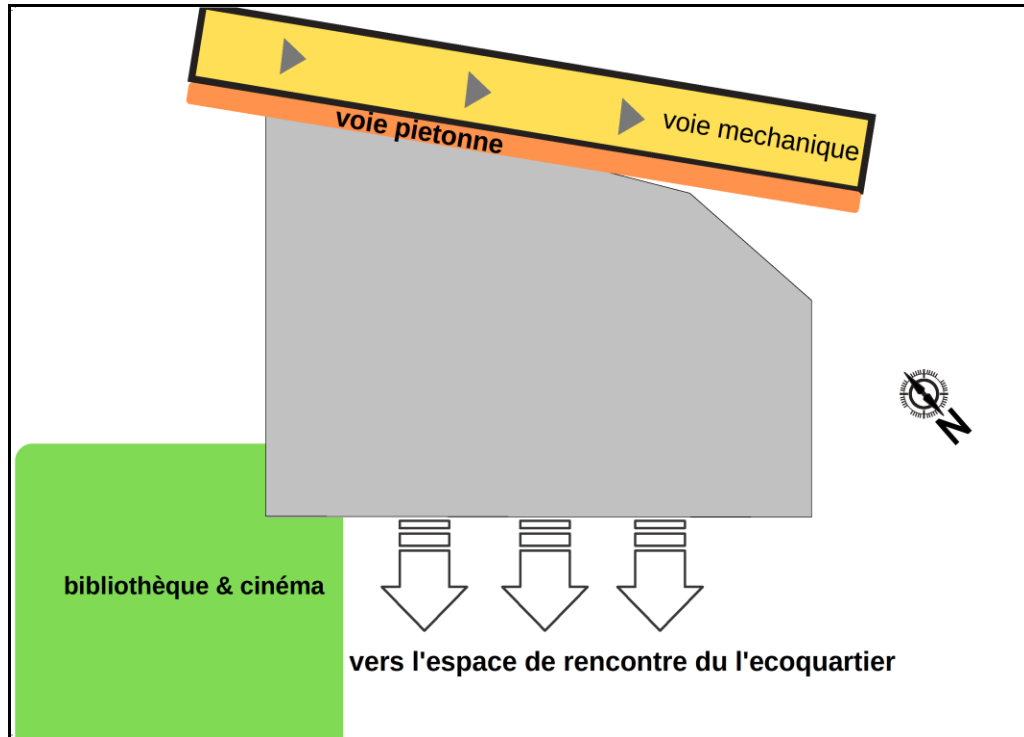 voie mechanique
voie pietonne
N
bibliothèque & cinéma
vers l'espace de rencontre du l'ecoquartier